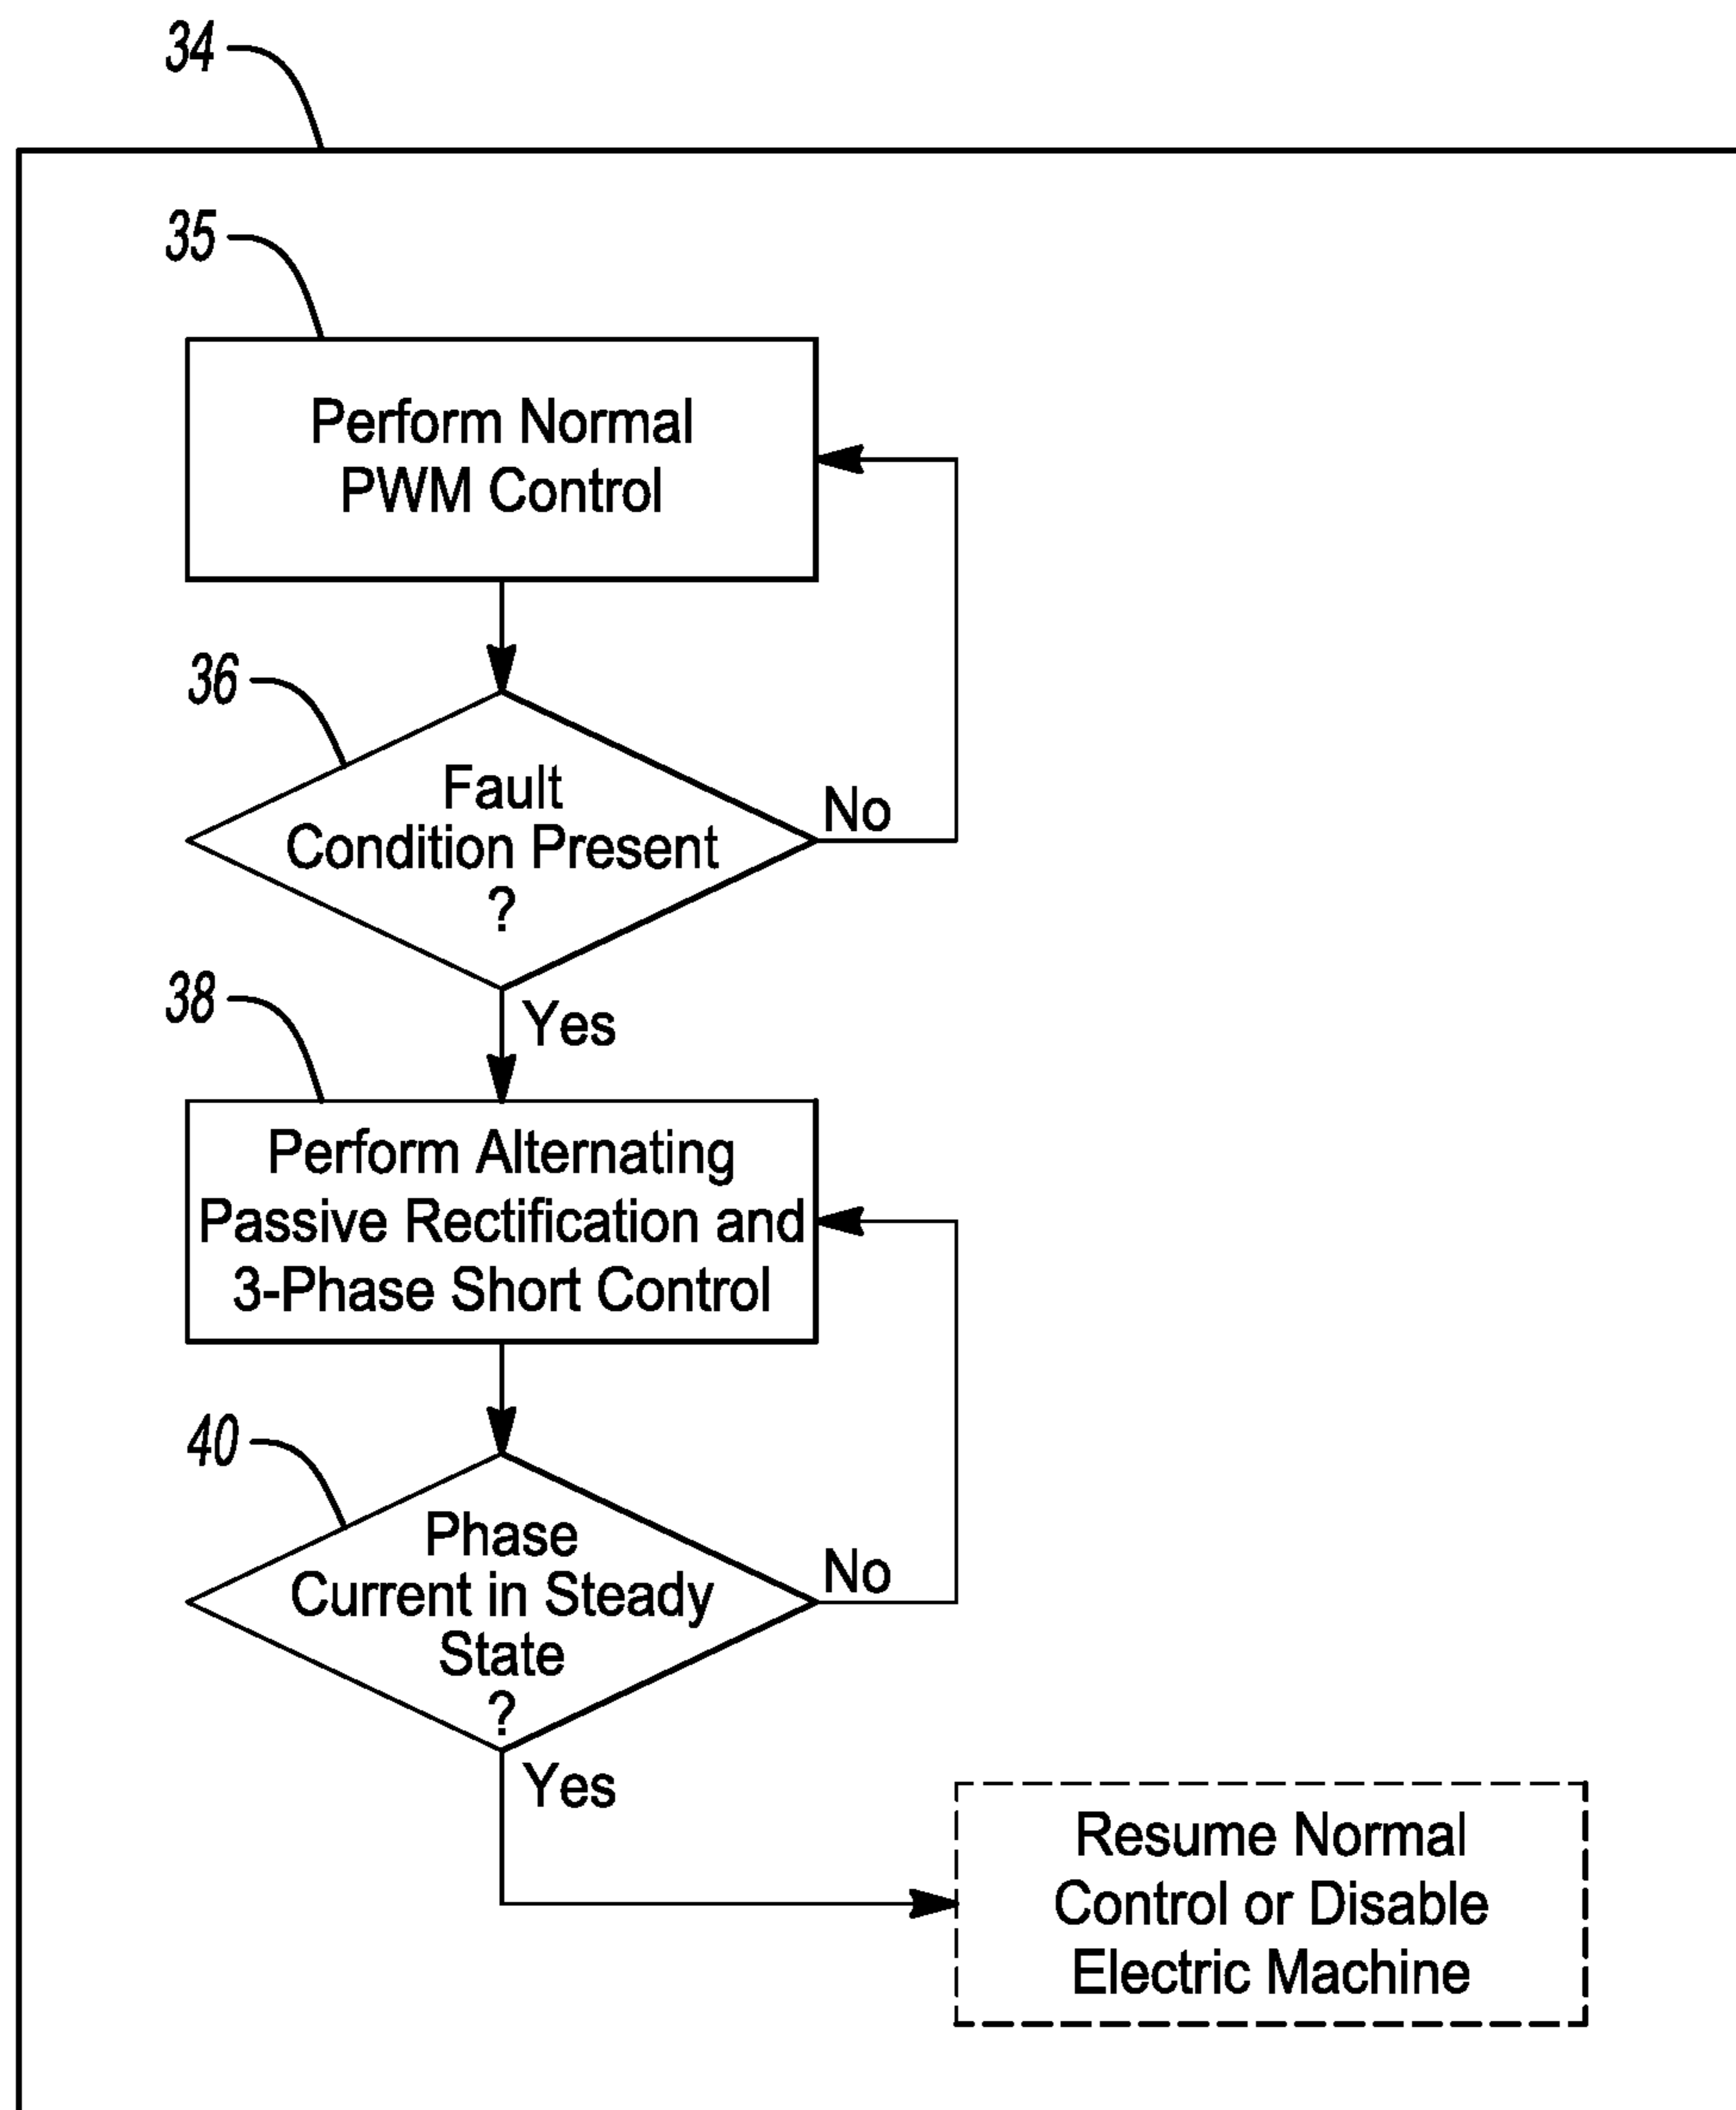 34
35
Perform Normal
PWM Control
36
Fault
Condition Present
?
No
Yes
38
Perform Alternating
Passive Rectification and
3-Phase Short Control
40
Phase
Current in Steady
State
?
No
Yes
Resume Normal
Control or Disable
Electric Machine